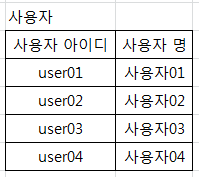 사용자
사용자 아이디 사용자 명
user01 사용자01
user02 사용자02
user03 사용자03
user04 사용자04